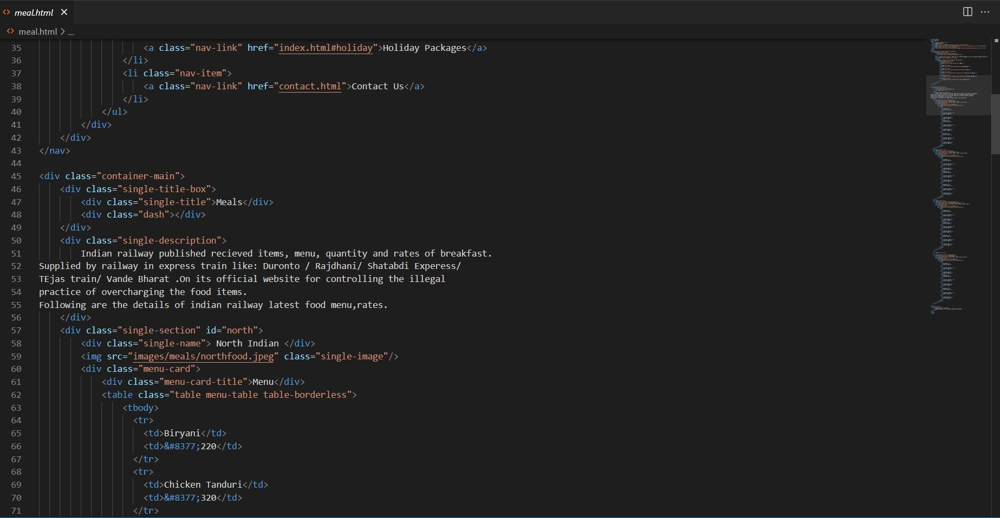 meal.html
meal.html > ...
35 <a class="nav-link" href="index.html#holiday">Holiday Packages</a>
36 </li>
37 <li class="nav-item">
38 <a class="nav-link" href="contact.html">Contact Us</a>
39 </li>
40 </ul>
41 </div>
42 </div>
43 </nav>
44
45 <div class="container-main">
46 <div class="single-title-box">
47 <div class="single-title">Meals</div>
48 <div class="dash"></div>
49 </div>
50 <div class="single-description">
51 Indian railway published recieved items, menu, quantity and rates of breakfast.
52 Supplied by railway in express train like: Duronto / Rajdhani/ Shatabdi Experess/
53 TEjas train/ Vande Bharat .On its official website for controlling the illegal
54 practice of overcharging the food items.
55 Following are the details of indian railway latest food menu,rates.
56 </div>
57 <div class="single-section" id="north">
58 <div class="single-name"> North Indian </div>
59 <img src="images/meals/northfood.jpeg" class="single-image"/>
60 <div class="menu-card">
61 <div class="menu-card-title">Menu</div>
62 <table class="table menu-table table-borderless">
63 <tbody>
64 <tr>
65 <td>Biryani</td>
66 <td>&#8377;220</td>
67 </tr>
68 <tr>
69 <td>Chicken Tanduri</td>
70 <td>&#8377;320</td>
71 </tr>